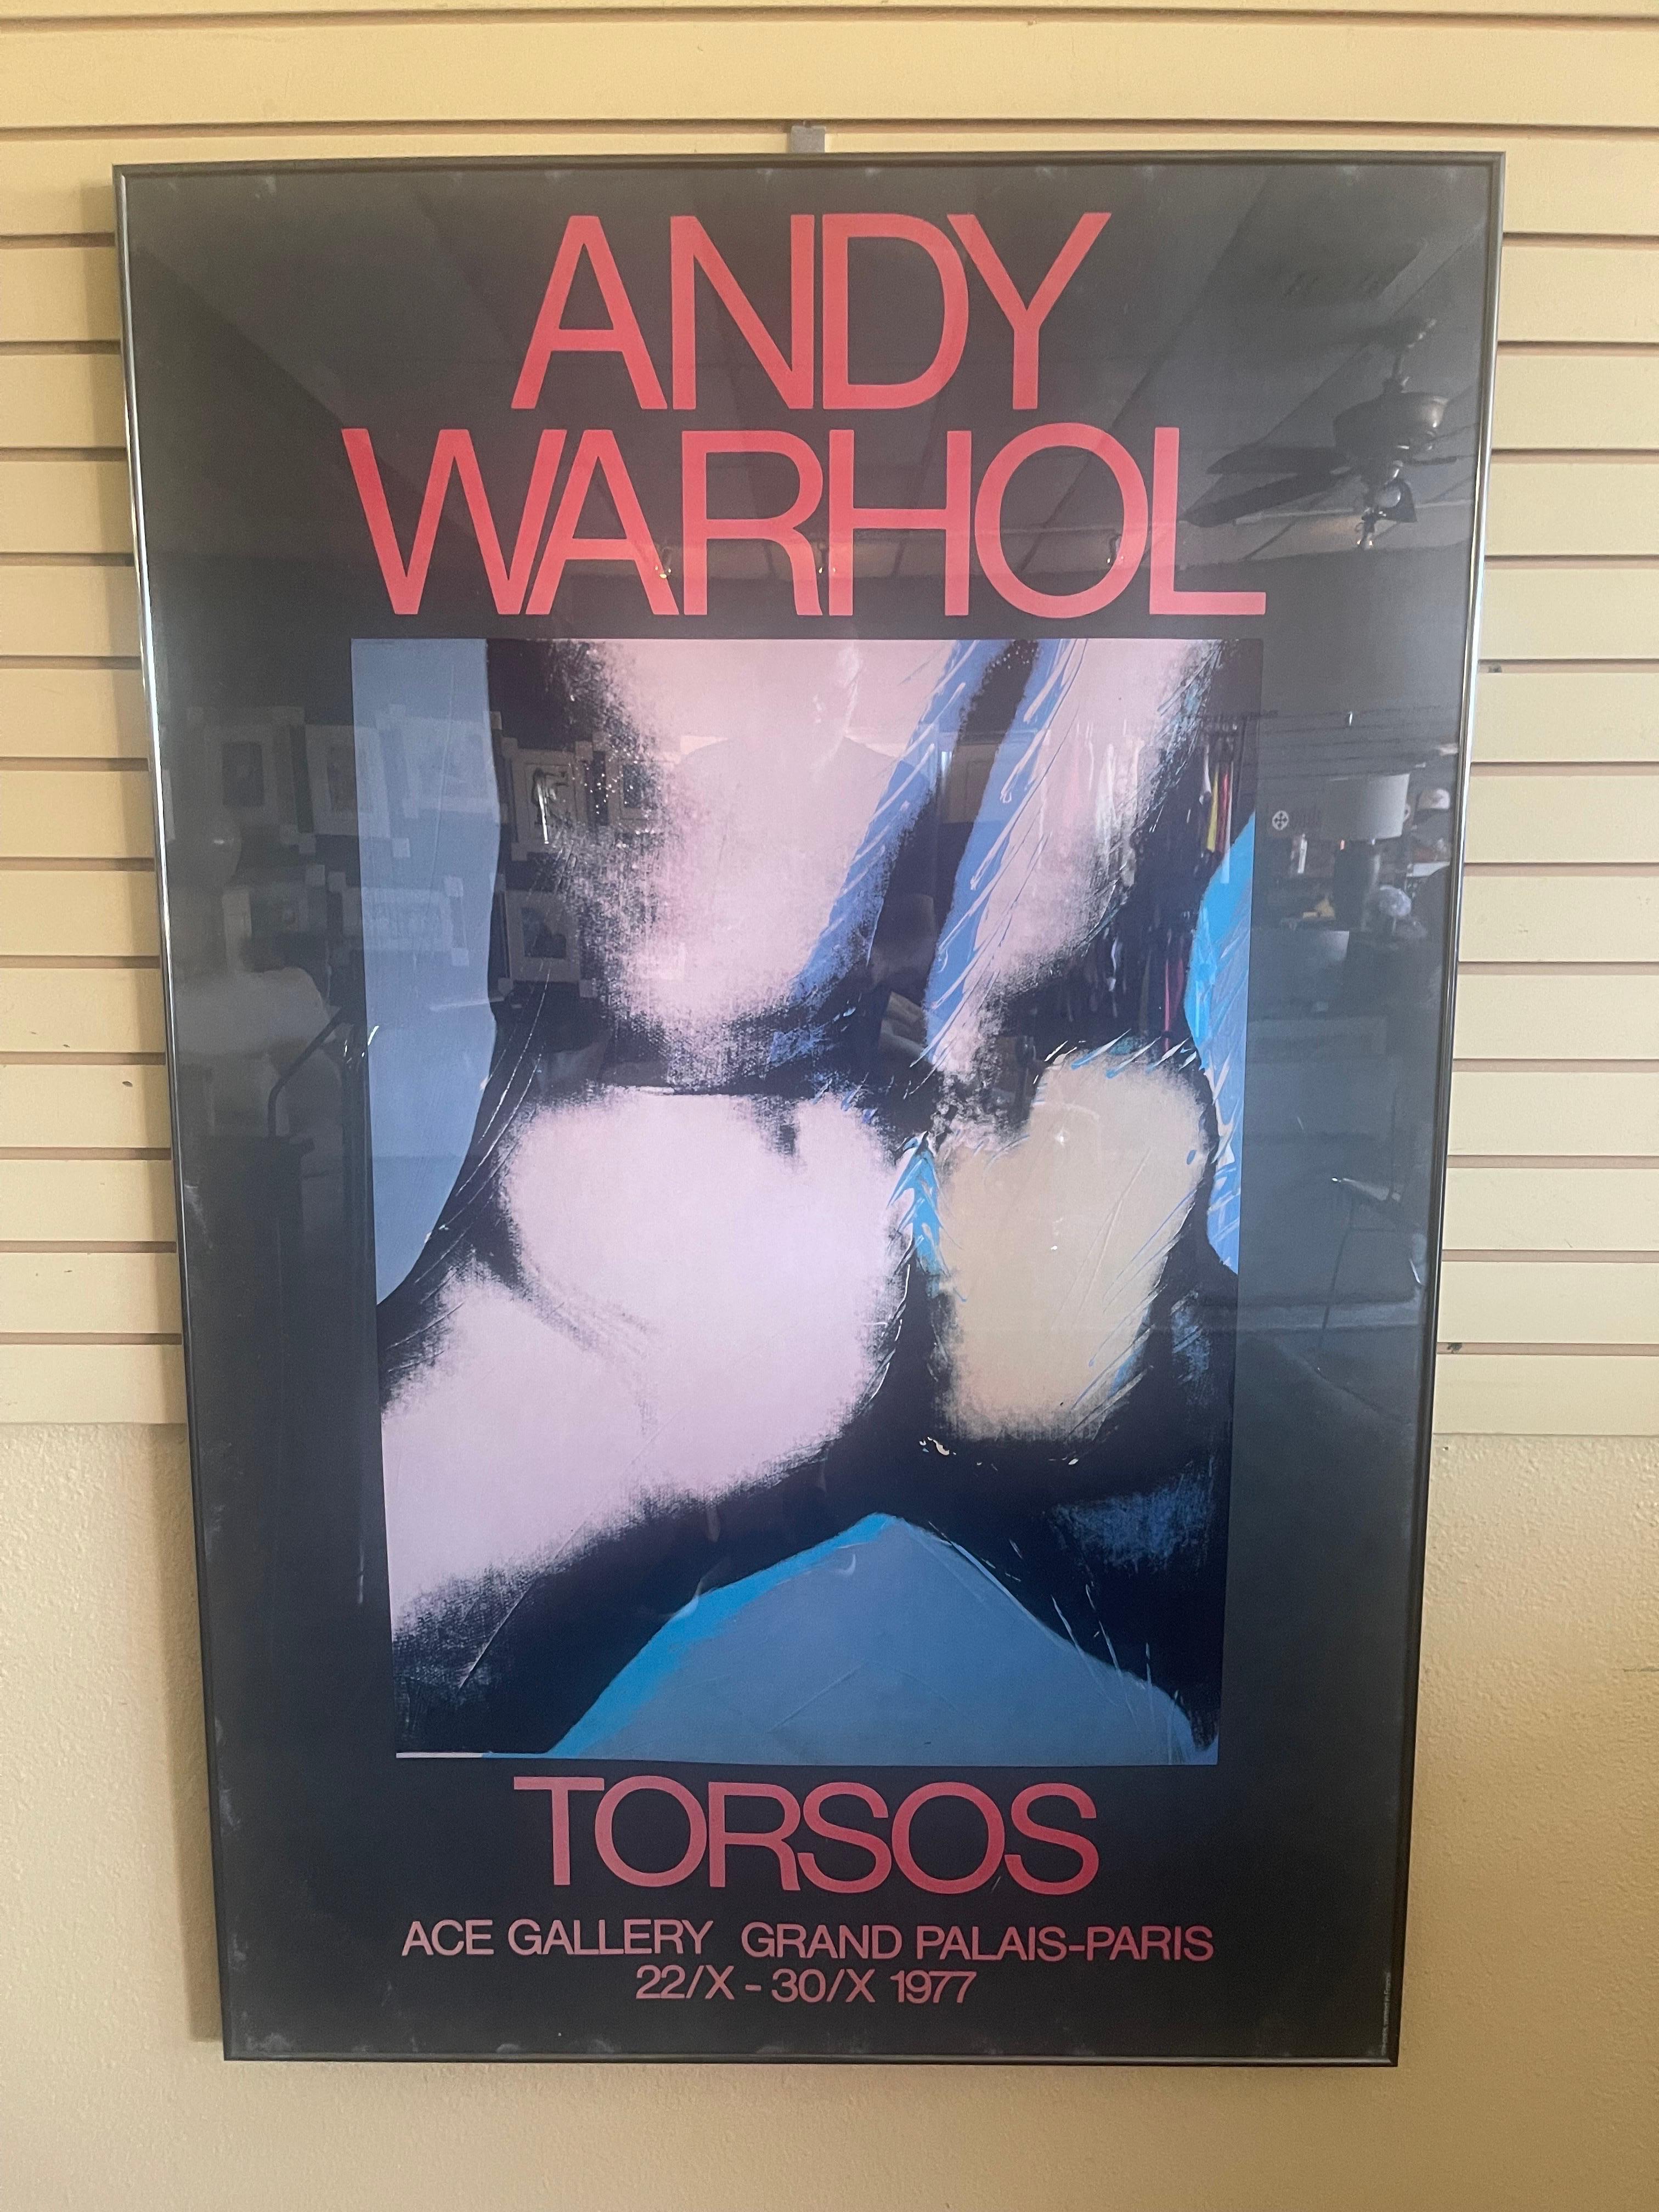 ANDY
WARHOL
TORSOS
ACE GALLERY GRAND PALAIS-PARIS
22/X - 30/X 1977